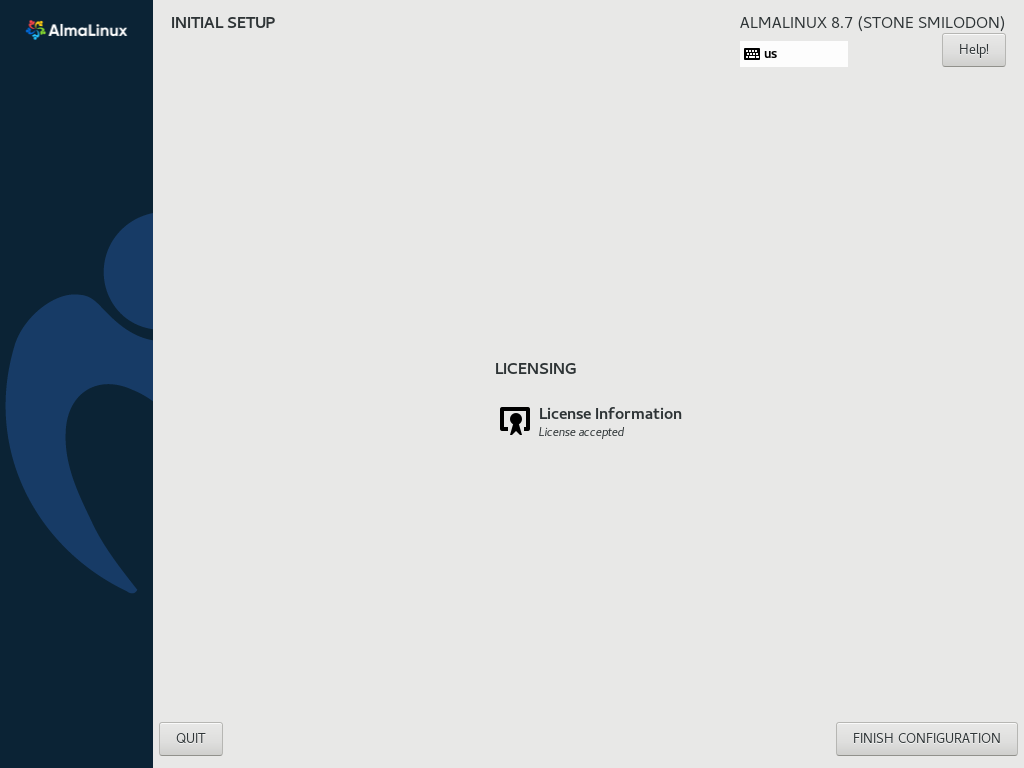 AlmaLinux
INITIAL SETUP
ALMALINUX 8.7 (STONE SMILODON)
us
Help!
LICENSING
License Information
License accepted
QUIT
FINISH CONFIGURATION